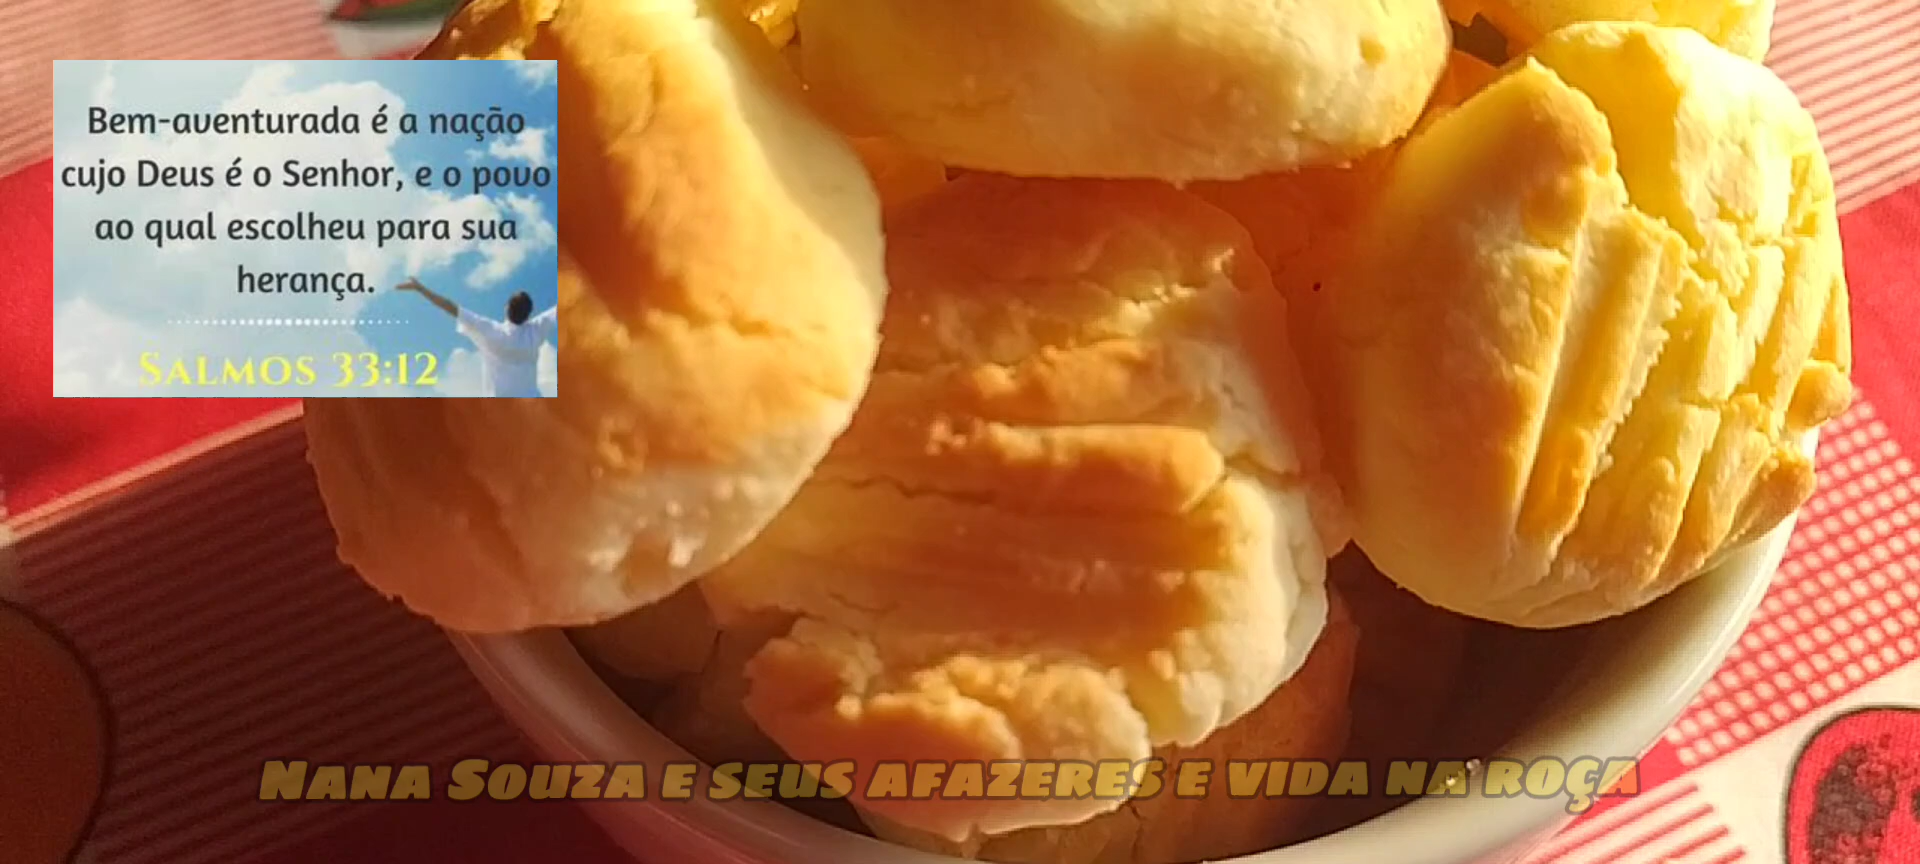 Bem-aventurada é a nação
cujo Deus é o Senhor, e o povo
ao qual escolheu para sua
herança.
Salmos 33:12
Nana Souza e seus afazeres e vida na roça